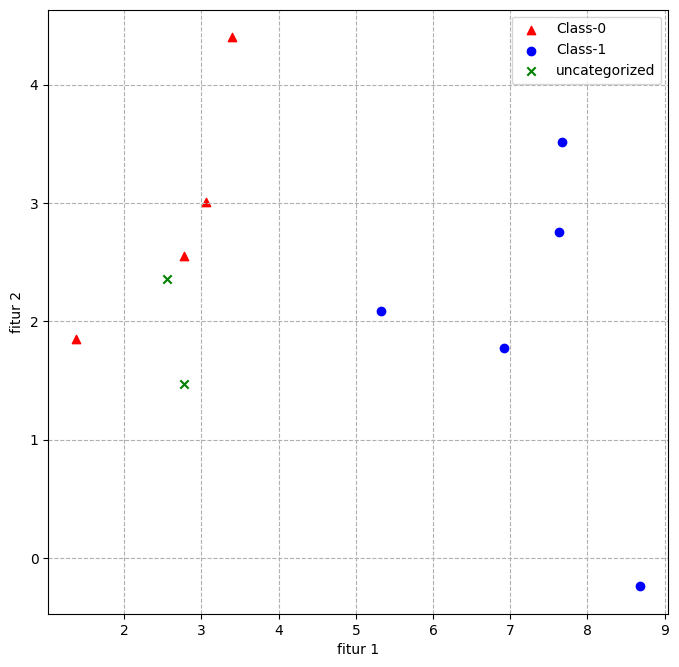 Class-0
Class-1
uncategorized
4
3
2
1
0
fitur 2
2 3 4 5 6 7 8 9
fitur 1